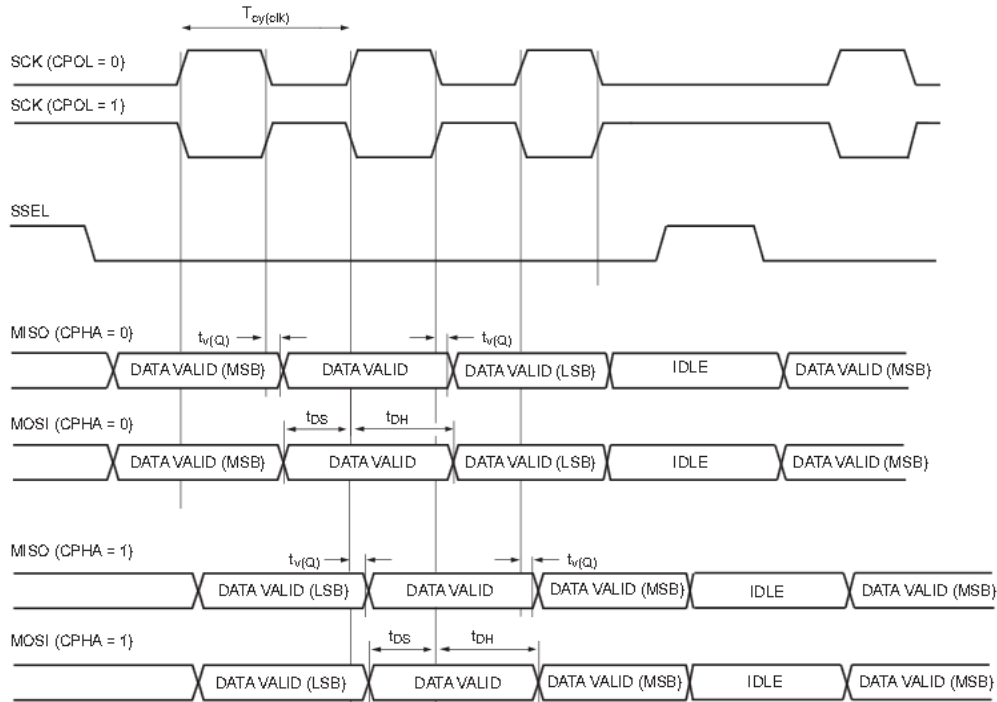 Tcy(clk)
SCK (CPOL = 0)
SCK (CPOL = 1)
SSEL
MISO (CPHA = 0)
tv(Q) tv(Q)
DATA VALID (MSB) DATA VALID DATA VALID (LSB) IDLE DATA VALID (MSB)
MOSI (CPHA = 0)
tDS tDH
DATA VALID (MSB) DATA VALID DATA VALID (LSB) IDLE DATA VALID (MSB)
MISO (CPHA = 1)
tv(Q) tv(Q)
DATA VALID (LSB) DATA VALID DATA VALID (MSB) IDLE DATA VALID (MSB)
MOSI (CPHA = 1)
tDS tDH
DATA VALID (LSB) DATA VALID DATA VALID (MSB) IDLE DATA VALID (MSB)